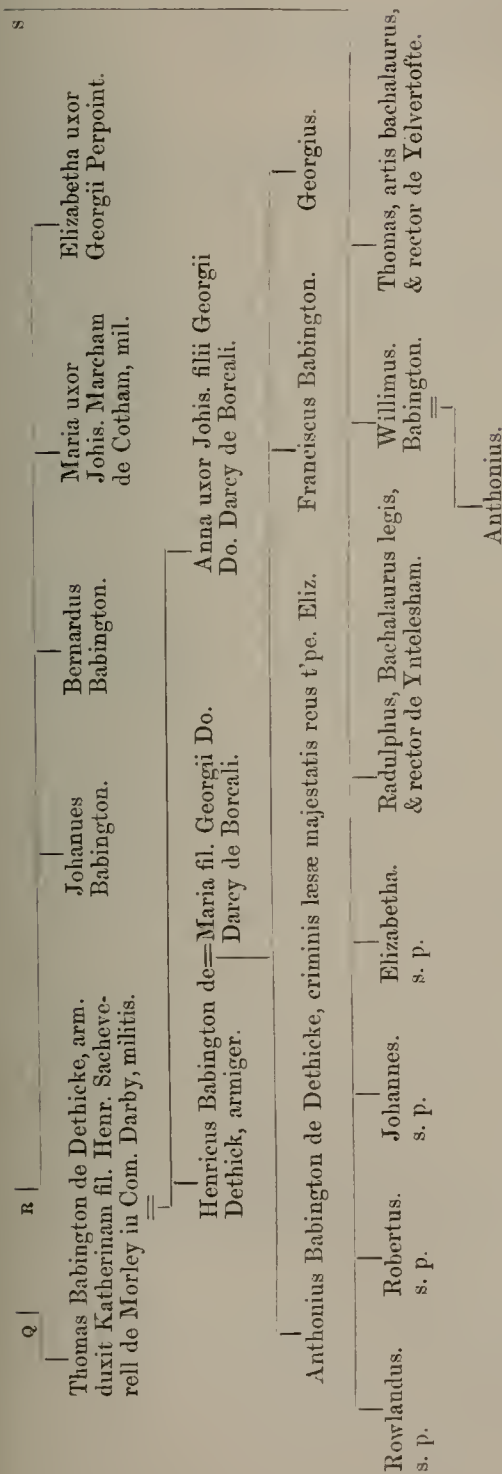 Q
R
S
Thomas Babington de Dethicke, arm.
duxit Katherinam fil. Henr. Sacheve-
rell de Morley in Com. Darby, militis.
Johanues
Babington.
Bernardus
Babington.
Maria uxor
Johis. Marcham
de Cotham, mil.
Elizabetha uxor
Georgii Perpoint.
Henricus Babington de=Maria fil. Georgii Do.
Dethick, armiger.
Darcy de Borcali.
Anna uxor Johis. filii Georgii
Do. Darcy de Borcali.
Anthonius Babington de Dethicke, criminis læsæ majestatis reus t'pe. Eliz.
Franciscus Babington.
Georgius.
Rowlandus.
s. p.
Robertus.
s. p.
Johannes.
s. p.
Elizabetha.
s. p.
Radulphus, Bachalaurus legis,
& rector de Yntelesham.
Willimus.
Babington.
Thomas, artis bachalaurus,
& rector de Yelvertofte.
Anthonius.